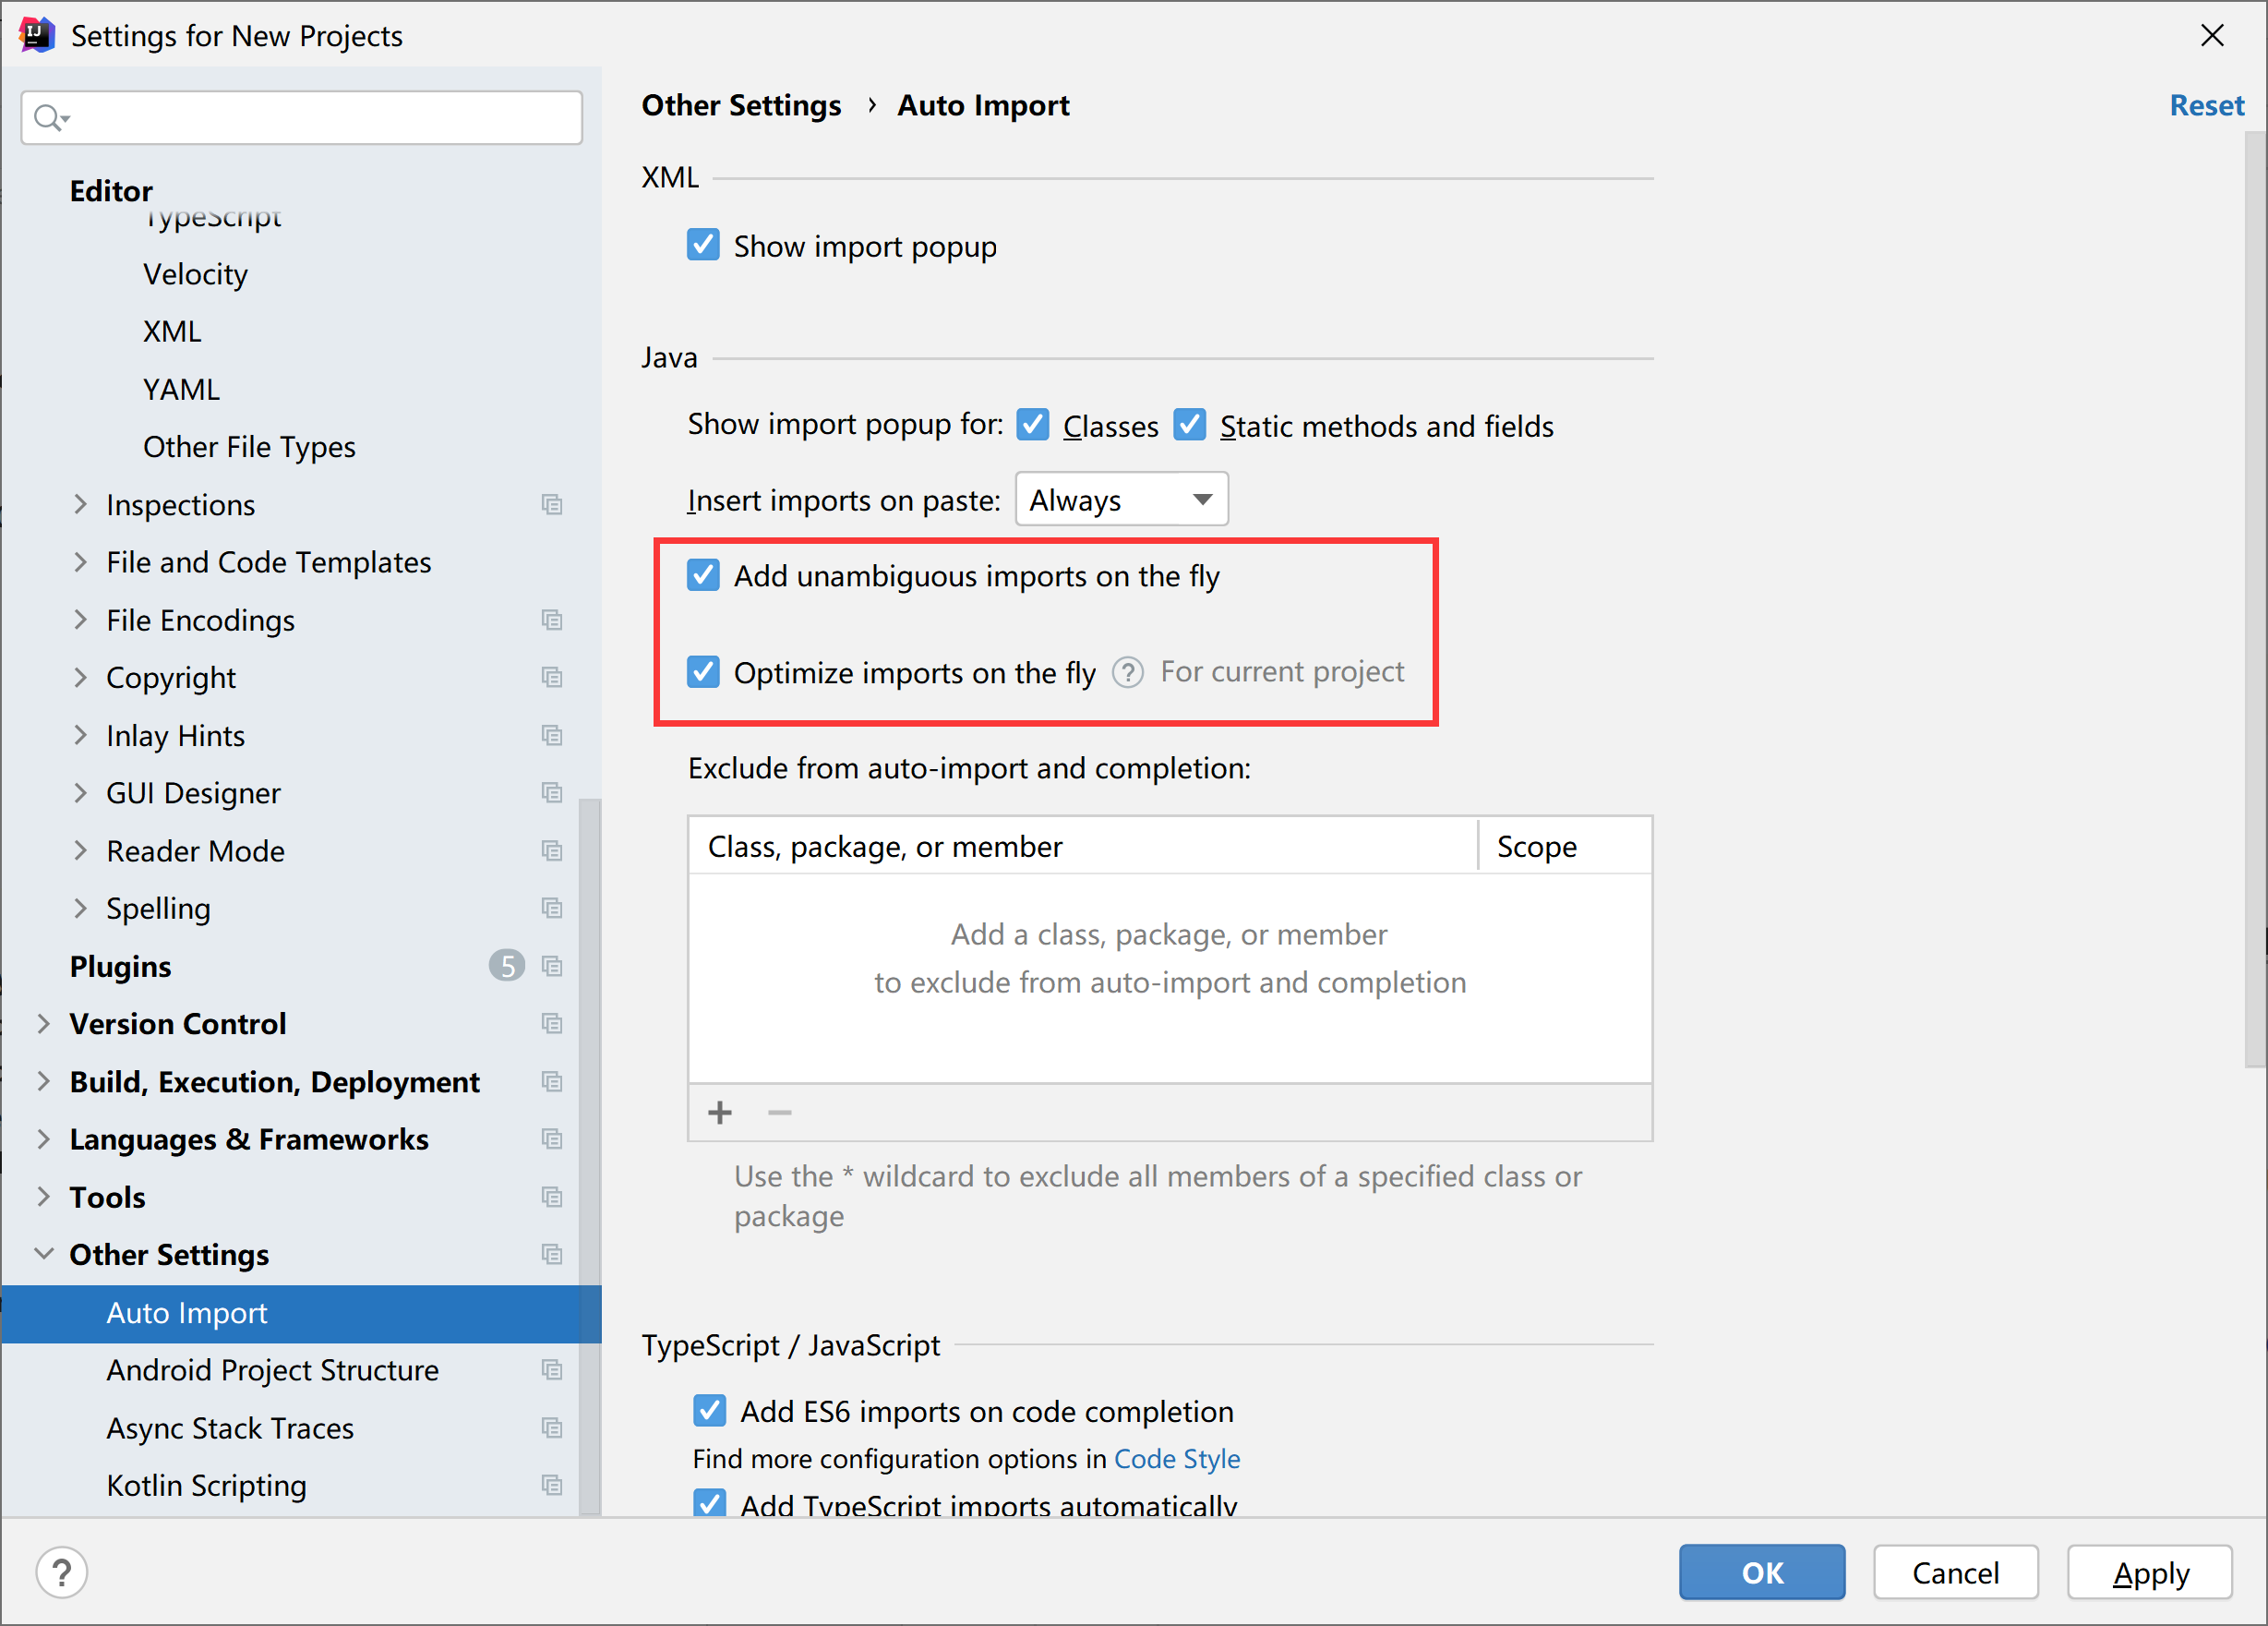 IJ
Settings for New Projects
Editor
TypeScript
Velocity
XML
YAML
Other File Types
Inspections
File and Code Templates
File Encodings
Copyright
Inlay Hints
GUI Designer
Reader Mode
Spelling
Plugins 5
Version Control
Build, Execution, Deployment
Languages & Frameworks
Tools
Other Settings
Auto Import
Android Project Structure
Async Stack Traces
Kotlin Scripting
Other Settings › Auto Import
Reset
XML
Show import popup
Java
Show import popup for: Classes Static methods and fields
Insert imports on paste: Always
Add unambiguous imports on the fly
Optimize imports on the fly ? For current project
Exclude from auto-import and completion:
Class, package, or member Scope
Add a class, package, or member
to exclude from auto-import and completion
Use the * wildcard to exclude all members of a specified class or
package
TypeScript / JavaScript
Add ES6 imports on code completion
Find more configuration options in Code Style
Add TypeScript imports automatically
?
OK Cancel Apply